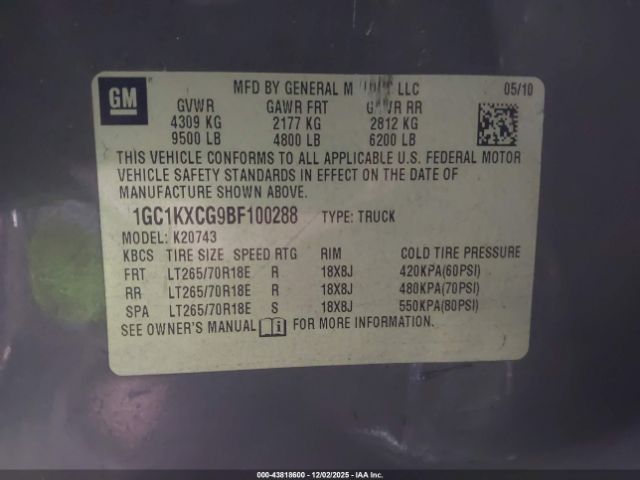 GM
MFD BY GENERAL M LLC 05/10
GVWR GAWR FRT GAWR RR
4309 KG 2177 KG 2812 KG
9500 LB 4800 LB 6200 LB
THIS VEHICLE CONFORMS TO ALL APPLICABLE U.S. FEDERAL MOTOR
VEHICLE SAFETY STANDARDS IN EFFECT ON THE DATE OF
MANUFACTURE SHOWN ABOVE.
1GC1KXCG9BF100288 TYPE: TRUCK
MODEL: K20743
KBCS TIRE SIZE SPEED RTG RIM COLD TIRE PRESSURE
FRT LT265/70R18E R 18X8J 420KPA(60PSI)
RR LT265/70R18E R 18X8J 480KPA(70PSI)
SPA LT265/70R18E S 18X8J 550KPA(80PSI)
SEE OWNER'S MANUAL FOR MORE INFORMATION.
000-43818600 - 12/02/2025 - IAA Inc.